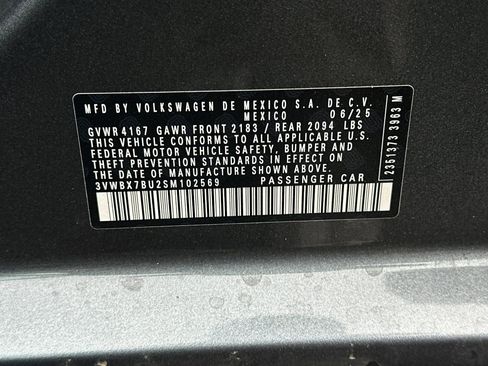 MFD BY VOLKSWAGEN DE MEXICO S.A. DE C.V.
MEXICO 06/25
GVWR 4167 GAWR FRONT 2183 / REAR 2094 LBS
THIS VEHICLE CONFORMS TO ALL APPLICABLE U.S.
FEDERAL MOTOR VEHICLE SAFETY, BUMPER, AND
THEFT PREVENTION STANDARDS IN EFFECT ON
THE DATE OF MANUFACTURE SHOWN ABOVE.
3VWBX7BU2SM102569 PASSENGER CAR
2351373 3963 M